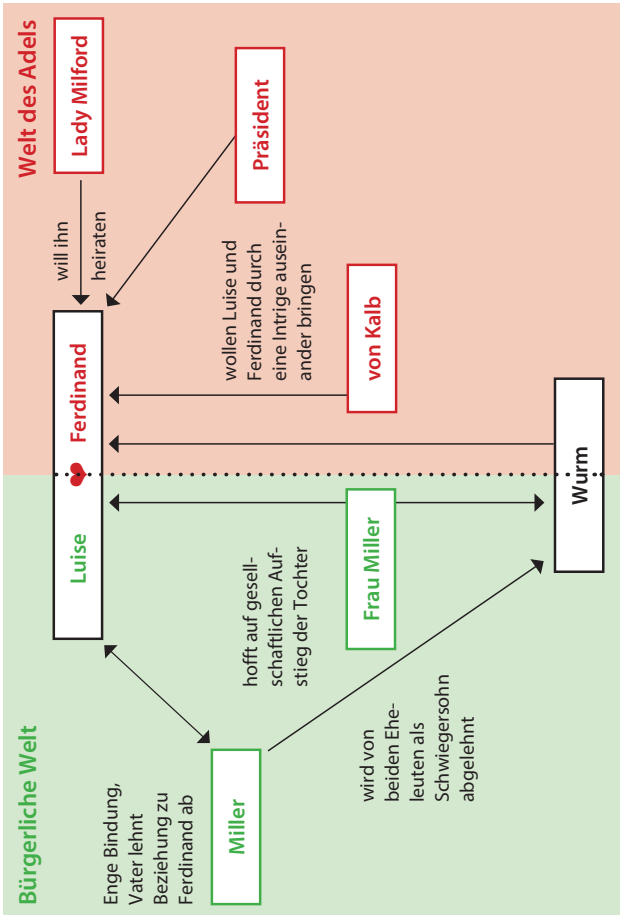 Bürgerliche Welt
Welt des Adels
Luise
Ferdinand
will ihn
heiraten
Lady Milford
Enge Bindung,
Vater lehnt
Beziehung zu
Ferdinand ab
Miller
hofft auf gesell-
schaftlichen Auf-
stieg der Tochter
Frau Miller
wollen Luise und
Ferdinand durch
eine Intrige ausein-
ander bringen
Präsident
von Kalb
wird von
beiden Ehe-
leuten als
Schwiegersohn
abgelehnt
Wurm